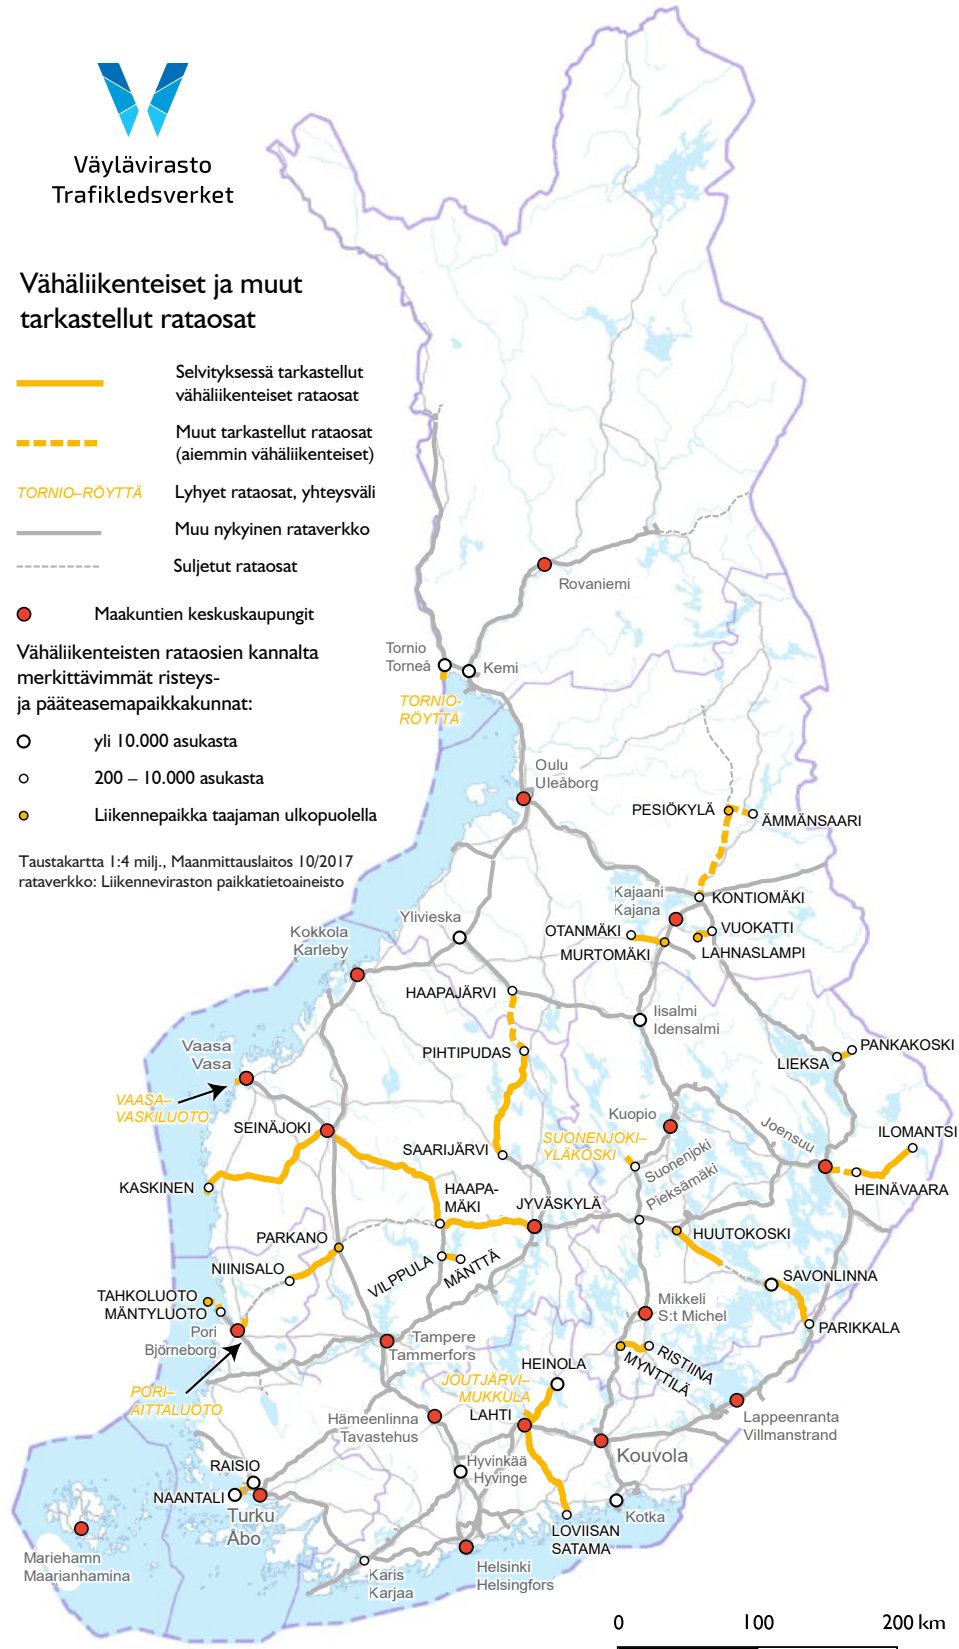 Väylävirasto
Trafikledsverket
Vähäliikenteiset ja muut
tarkastellut rataosat
Selvityksessä tarkastellut
vähäliikenteiset rataosat
Muut tarkastellut rataosat
(aiemmin vähäliikenteiset)
TORNIO–RÖYTTÄ
Lyhyet rataosat, yhteysväli
Muu nykyinen rataverkko
Suljetut rataosat
Maakuntien keskuskaupungit
Vähäliikenteisten rataosien kannalta
merkittävimmät risteys-
ja pääteasemapaikkakunnat:
yli 10.000 asukasta
200 – 10.000 asukasta
Liikennepaikka taajaman ulkopuolella
Taustakartta 1:4 milj., Maanmittauslaitos 10/2017
rataverkko: Liikenneviraston paikkatietoaineisto
Rovaniemi
Tornio
Torneå
Kemi
TORNIO-
RÖYTTÄ
Oulu
Uleåborg
PESIÖKYLÄ
ÄMMÄNSAARI
Kajaani
Kajana
KONTIOMÄKI
Ylivieska
OTANMÄKI
VUOKATTI
MURTOMÄKI
LAHNASLAMPI
Kokkola
Karleby
HAAPAJÄRVI
Iisalmi
Idensalmi
Vaasa
Vasa
PIHTIPUDAS
PANKAKOSKI
LIEKSA
VAASA–
VASKILUOTO
SEINÄJOKI
Kuopio
Joensuu
ILOMANTSI
SAARIJÄRVI
SUONENJOKI–
YLÄKOSKI
Suonenjoki
Pieksämäki
KASKINEN
HAAPA-
MÄKI
JYVÄSKYLÄ
HEINÄVAARA
PARKANO
HUUTOKOSKI
NIINISALO
VILPPULA
MÄNTTÄ
SAVONLINNA
TAHKOLUOTO
MÄNTYLUOTO
Pori
Björneborg
Mikkeli
S:t Michel
PARIKKALA
Tampere
Tammerfors
HEINOLA
RISTIINA
MYNTTILÄ
PORI–
AITTALUOTO
JOUTJÄRVI–
MUKKULA
LAHTI
Hämeenlinna
Tavastehus
Lappeenranta
Villmanstrand
Kouvola
RAISIO
Hyvinkää
Hyvinge
NAANTALI
Turku
Åbo
Kotka
LOVIISAN
SATAMA
Mariehamn
Maarianhamina
Karis
Karjaa
Helsinki
Helsingfors
0 100 200 km